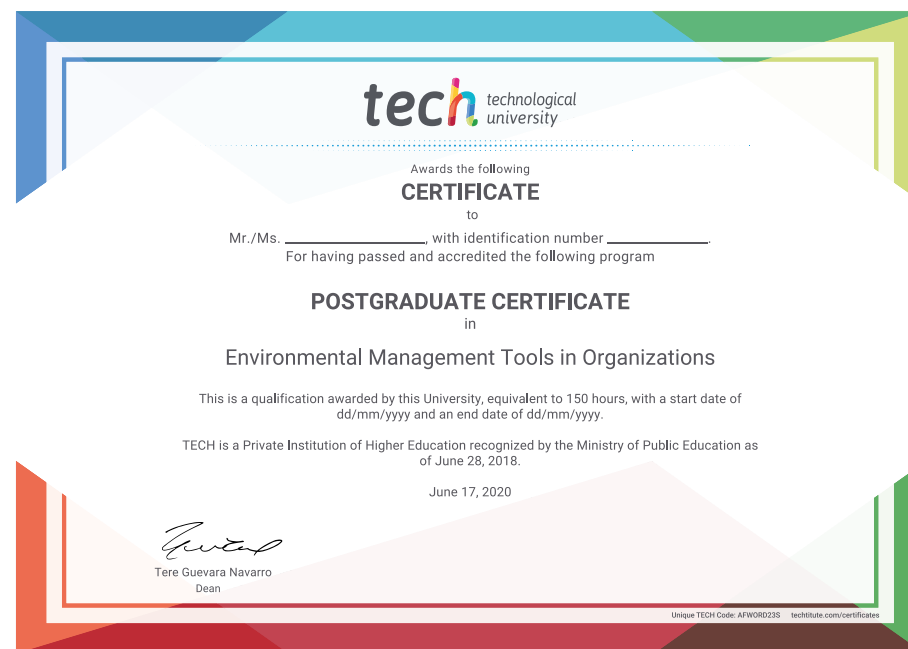 tech technological
university
Awards the following
CERTIFICATE
to
Mr./Ms. ____________________, with identification number ______________.
For having passed and accredited the following program
POSTGRADUATE CERTIFICATE
in
Environmental Management Tools in Organizations
This is a qualification awarded by this University, equivalent to 150 hours, with a start date of
dd/mm/yyyy and an end date of dd/mm/yyyy.
TECH is a Private Institution of Higher Education recognized by the Ministry of Public Education as
of June 28, 2018.
June 17, 2020
Tere Guevara Navarro
Dean
Unique TECH Code: AFWORD23S techtitute.com/certificates